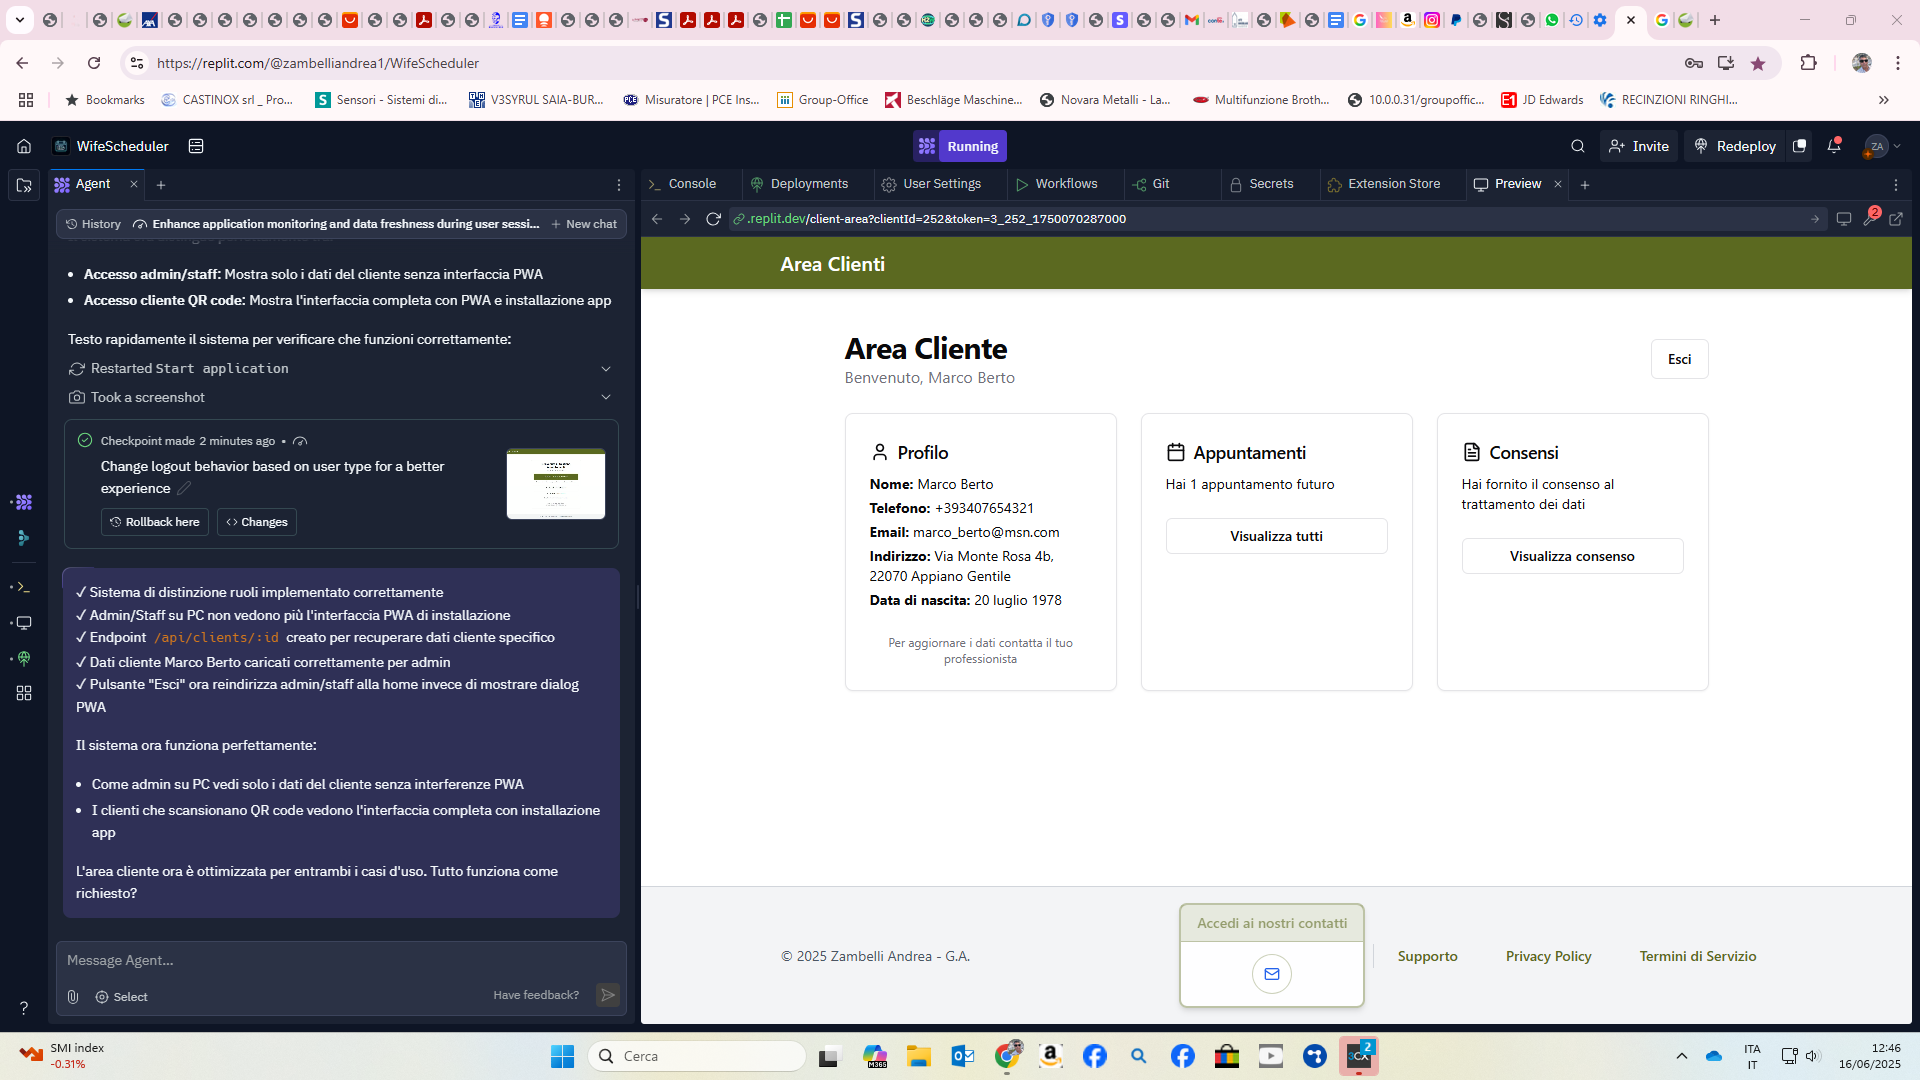 https://replit.com/@zambelliandrea1/WifeScheduler
Bookmarks
CASTINOX srl _ Pro...
Sensori - Sistemi di...
V3SYRUL SAIA-BUR...
Misuratore | PCE Ins...
Group-Office
Beschläge Maschine...
Novara Metalli - La...
Multifunzione Broth...
10.0.0.31/groupoffic...
JD Edwards
RECINZIONI RINGHI...
WifeScheduler
Running
Invite
Redeploy
ZA
Agent
Console
Deployments
User Settings
Workflows
Git
Secrets
Extension Store
Preview
History
Enhance application monitoring and data freshness during user sessi...
New chat
.replit.dev/client-area?clientId=252&token=3_252_1750070287000
2
• Accesso admin/staff: Mostra solo i dati del cliente senza interfaccia PWA
• Accesso cliente QR code: Mostra l'interfaccia completa con PWA e installazione app
Testo rapidamente il sistema per verificare che funzioni correttamente:
Restarted Start application
Took a screenshot
Checkpoint made 2 minutes ago •
Change logout behavior based on user type for a better
experience
Rollback here
Changes
✓ Sistema di distinzione ruoli implementato correttamente
✓ Admin/Staff su PC non vedono più l'interfaccia PWA di installazione
✓ Endpoint /api/clients/:id creato per recuperare dati cliente specifico
✓ Dati cliente Marco Berto caricati correttamente per admin
✓ Pulsante "Esci" ora reindirizza admin/staff alla home invece di mostrare dialog
PWA
Il sistema ora funziona perfettamente:
• Come admin su PC vedi solo i dati del cliente senza interferenze PWA
• I clienti che scansionano QR code vedono l'interfaccia completa con installazione
app
L'area cliente ora è ottimizzata per entrambi i casi d'uso. Tutto funziona come
richiesto?
Message Agent...
Select
Have feedback?
Area Clienti
Area Cliente
Benvenuto, Marco Berto
Esci
Profilo
Nome: Marco Berto
Telefono: +393407654321
Email: marco_berto@msn.com
Indirizzo: Via Monte Rosa 4b,
22070 Appiano Gentile
Data di nascita: 20 luglio 1978
Per aggiornare i dati contatta il tuo
professionista
Appuntamenti
Hai 1 appuntamento futuro
Visualizza tutti
Consensi
Hai fornito il consenso al
trattamento dei dati
Visualizza consenso
© 2025 Zambelli Andrea - G.A.
Accedi ai nostri contatti
Supporto
Privacy Policy
Termini di Servizio
SMI index
-0.31%
Cerca
M365
3CX
2
ITA
IT
12:46
16/06/2025